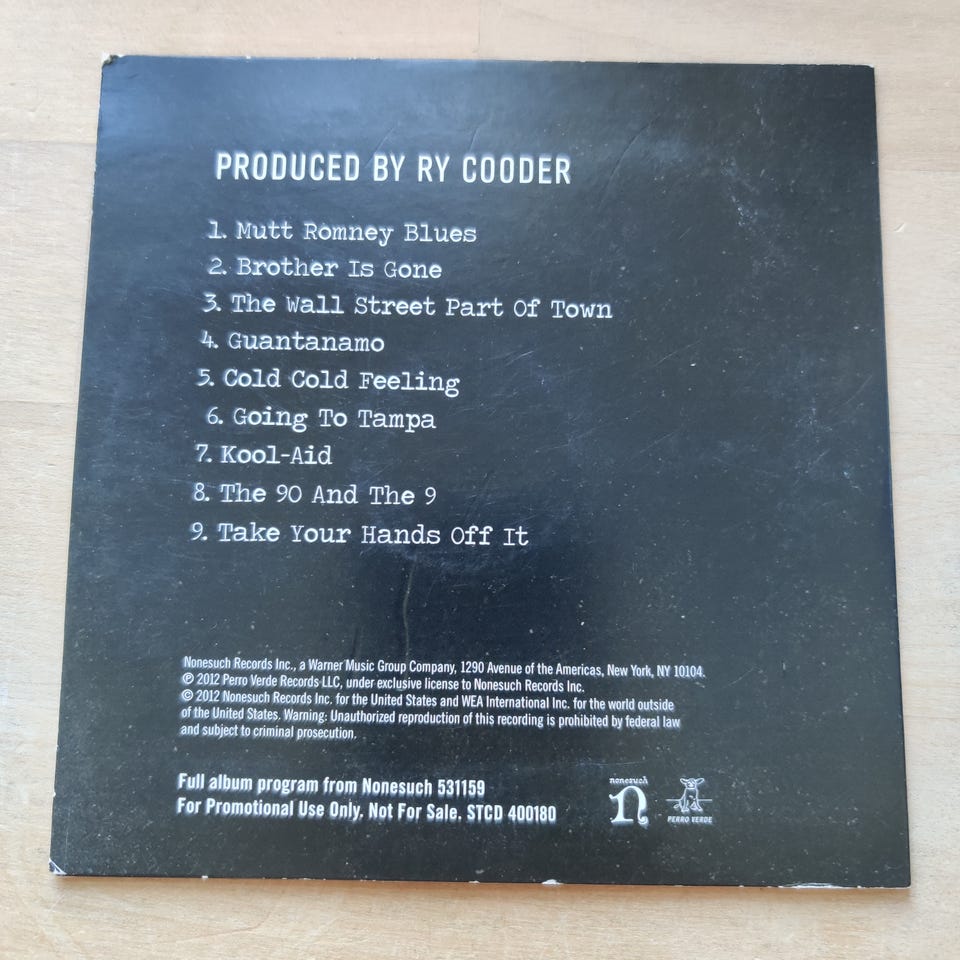 PRODUCED BY RY COODER
1. Mutt Romney Blues
2. Brother Is Gone
3. The Wall Street Part Of Town
4. Guantanamo
5. Cold Cold Feeling
6. Going To Tampa
7. Kool-Aid
8. The 90 And The 9
9. Take Your Hands Off It
Nonesuch Records Inc., a Warner Music Group Company, 1290 Avenue of the Americas, New York, NY 10104.
℗ 2012 Perro Verde Records LLC, under exclusive license to Nonesuch Records Inc.
© 2012 Nonesuch Records Inc. for the United States and WEA International Inc. for the world outside
of the United States. Warning: Unauthorized reproduction of this recording is prohibited by federal law
and subject to criminal prosecution.
Full album program from Nonesuch 531159
For Promotional Use Only. Not For Sale. STCD 400180
nonesuch
n
PERRO VERDE